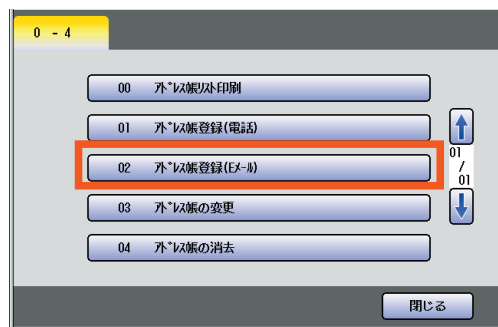 0 - 4
00 ｱﾄﾞﾚｽ帳ﾘｽﾄ印刷
01 ｱﾄﾞﾚｽ帳登録(電話)
02 ｱﾄﾞﾚｽ帳登録(Eﾒｰﾙ)
01
/
01
03 ｱﾄﾞﾚｽ帳の変更
04 ｱﾄﾞﾚｽ帳の消去
閉じる